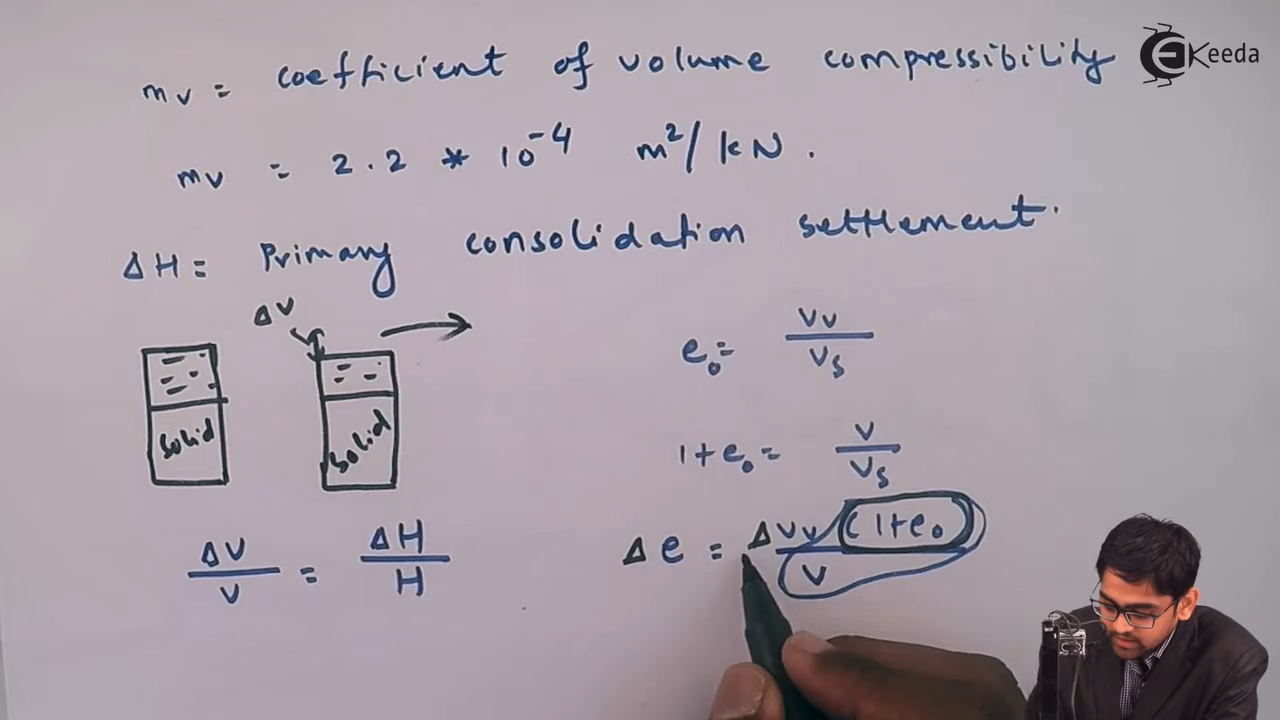 mv = coefficient of volume compressibility
Keeda
mv = 2.2 * 10⁻⁴ m²/kN.
ΔH = Primary consolidation settlement.
ΔV
solid
solid
e₀ = Vv/Vs
1+e₀ = V/Vs
ΔV/V = ΔH/H
Δe = ΔVv(1+e₀)/V